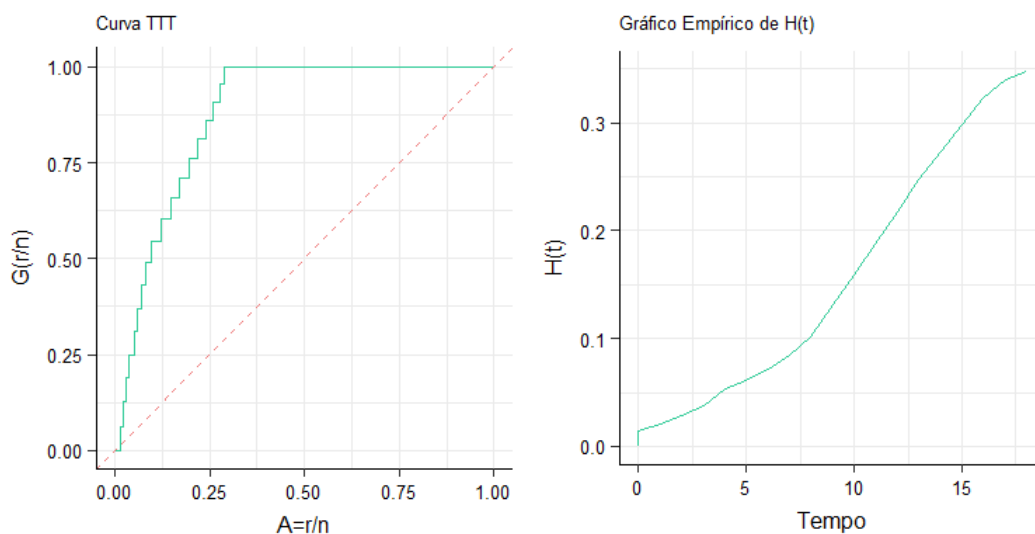 Curva TTT
1.00
0.75
0.50
0.25
0.00
G(r/n)
0.00 0.25 0.50 0.75 1.00
A=r/n
Gráfico Empírico de H(t)
0.3
0.2
0.1
0.0
H(t)
0 5 10 15
Tempo